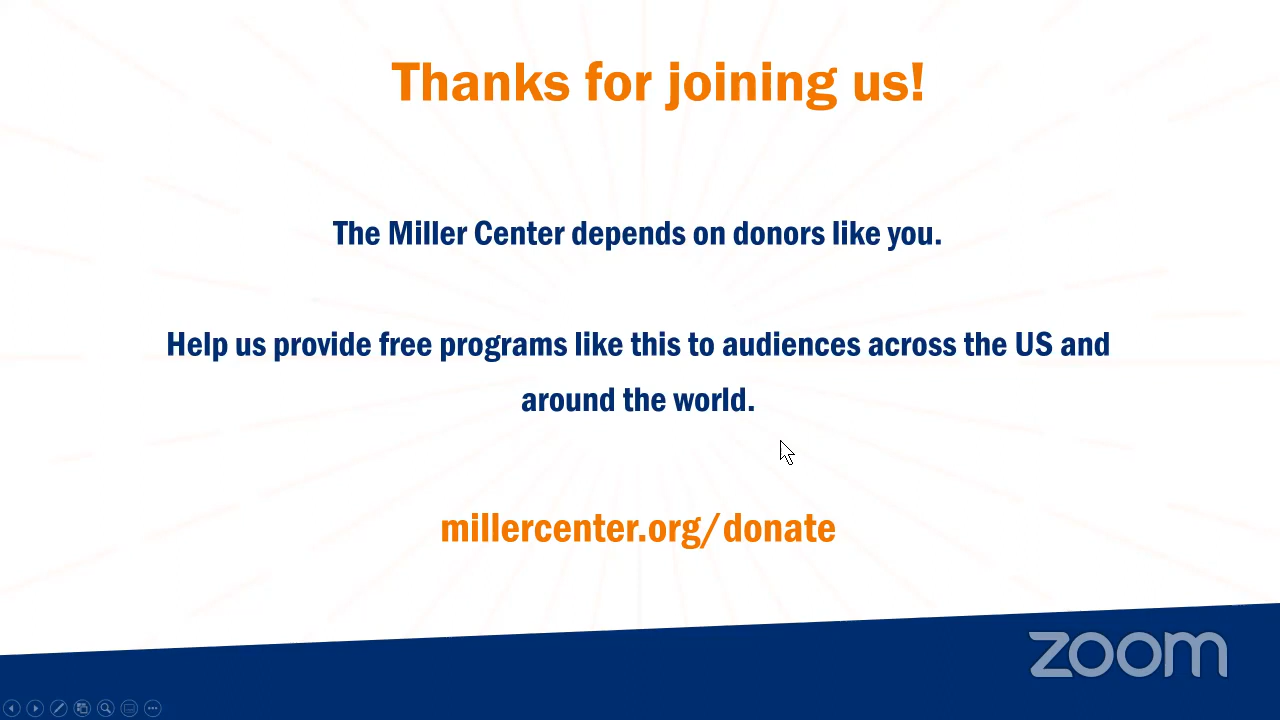 Thanks for joining us!
The Miller Center depends on donors like you.
Help us provide free programs like this to audiences across the US and
around the world.
millercenter.org/donate
zoom